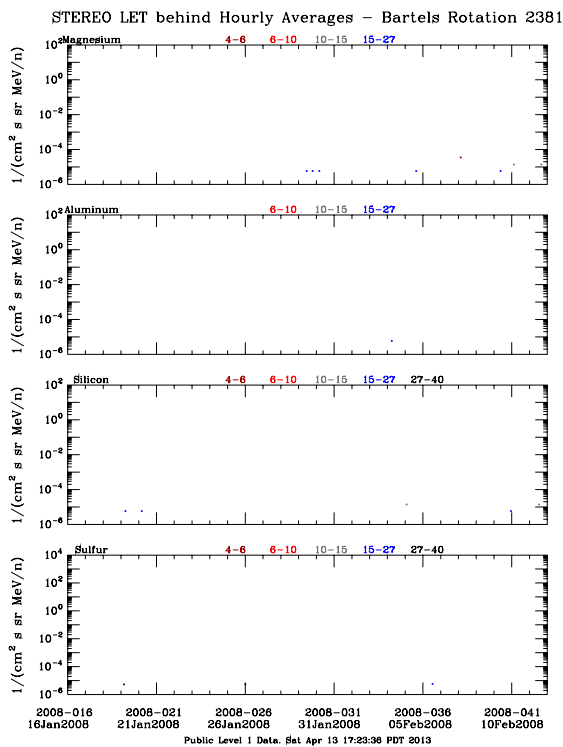 STEREO LET behind Hourly Averages – Bartels Rotation 2381
Magnesium 4–6 6–10 10–15 15–27
10²
10⁰
10⁻²
10⁻⁴
10⁻⁶
1/(cm² s sr MeV/n)
Aluminum 6–10 10–15 15–27
10²
10⁰
10⁻²
10⁻⁴
10⁻⁶
1/(cm² s sr MeV/n)
Silicon 4–6 6–10 10–15 15–27 27–40
10²
10⁰
10⁻²
10⁻⁴
10⁻⁶
1/(cm² s sr MeV/n)
Sulfur 4–6 6–10 10–15 15–27 27–40
10⁴
10²
10⁰
10⁻²
10⁻⁴
10⁻⁶
1/(cm² s sr MeV/n)
2008–016 2008–021 2008–026 2008–031 2008–036 2008–041
16Jan2008 21Jan2008 26Jan2008 31Jan2008 05Feb2008 10Feb2008
Public Level 1 Data. Sat Apr 13 17:23:36 PDT 2013